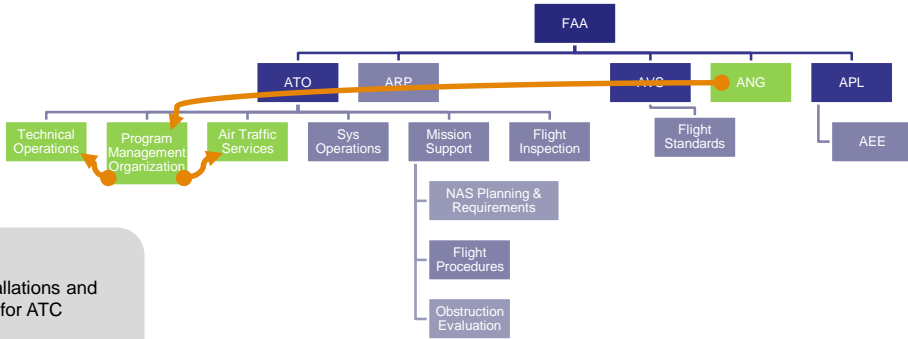 FAA
ATO
ARP
AVS
ANG
APL
Technical
Operations
Program
Management
Organization
Air Traffic
Services
Sys
Operations
Mission
Support
Flight
Inspection
Flight
Standards
AEE
NAS Planning &
Requirements
Flight
Procedures
Obstruction
Evaluation
allations and
for ATC